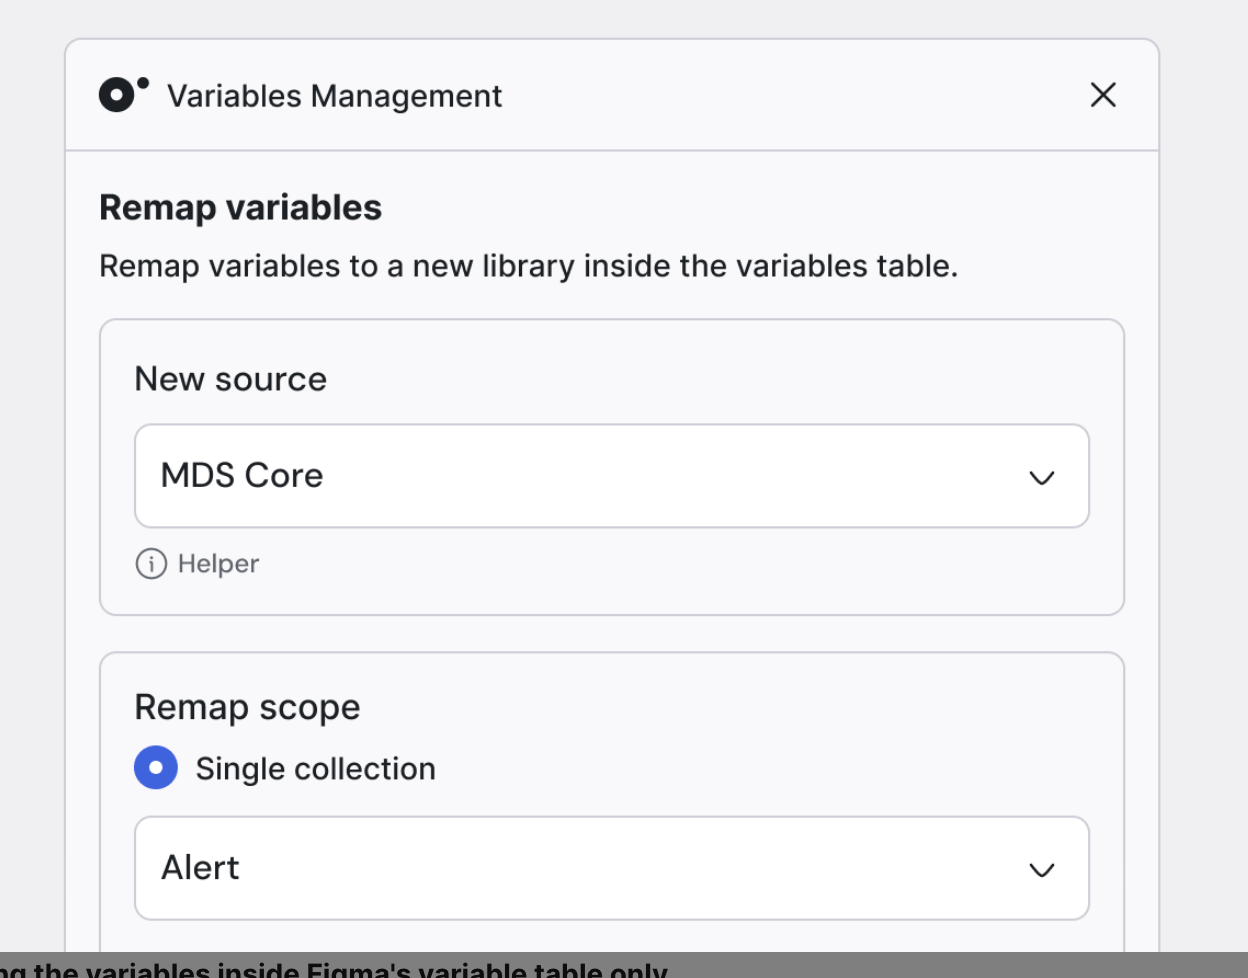 Variables Management
Remap variables
Remap variables to a new library inside the variables table.
New source
MDS Core
Helper
Remap scope
Single collection
Alert
the variables inside Figma's variable table only